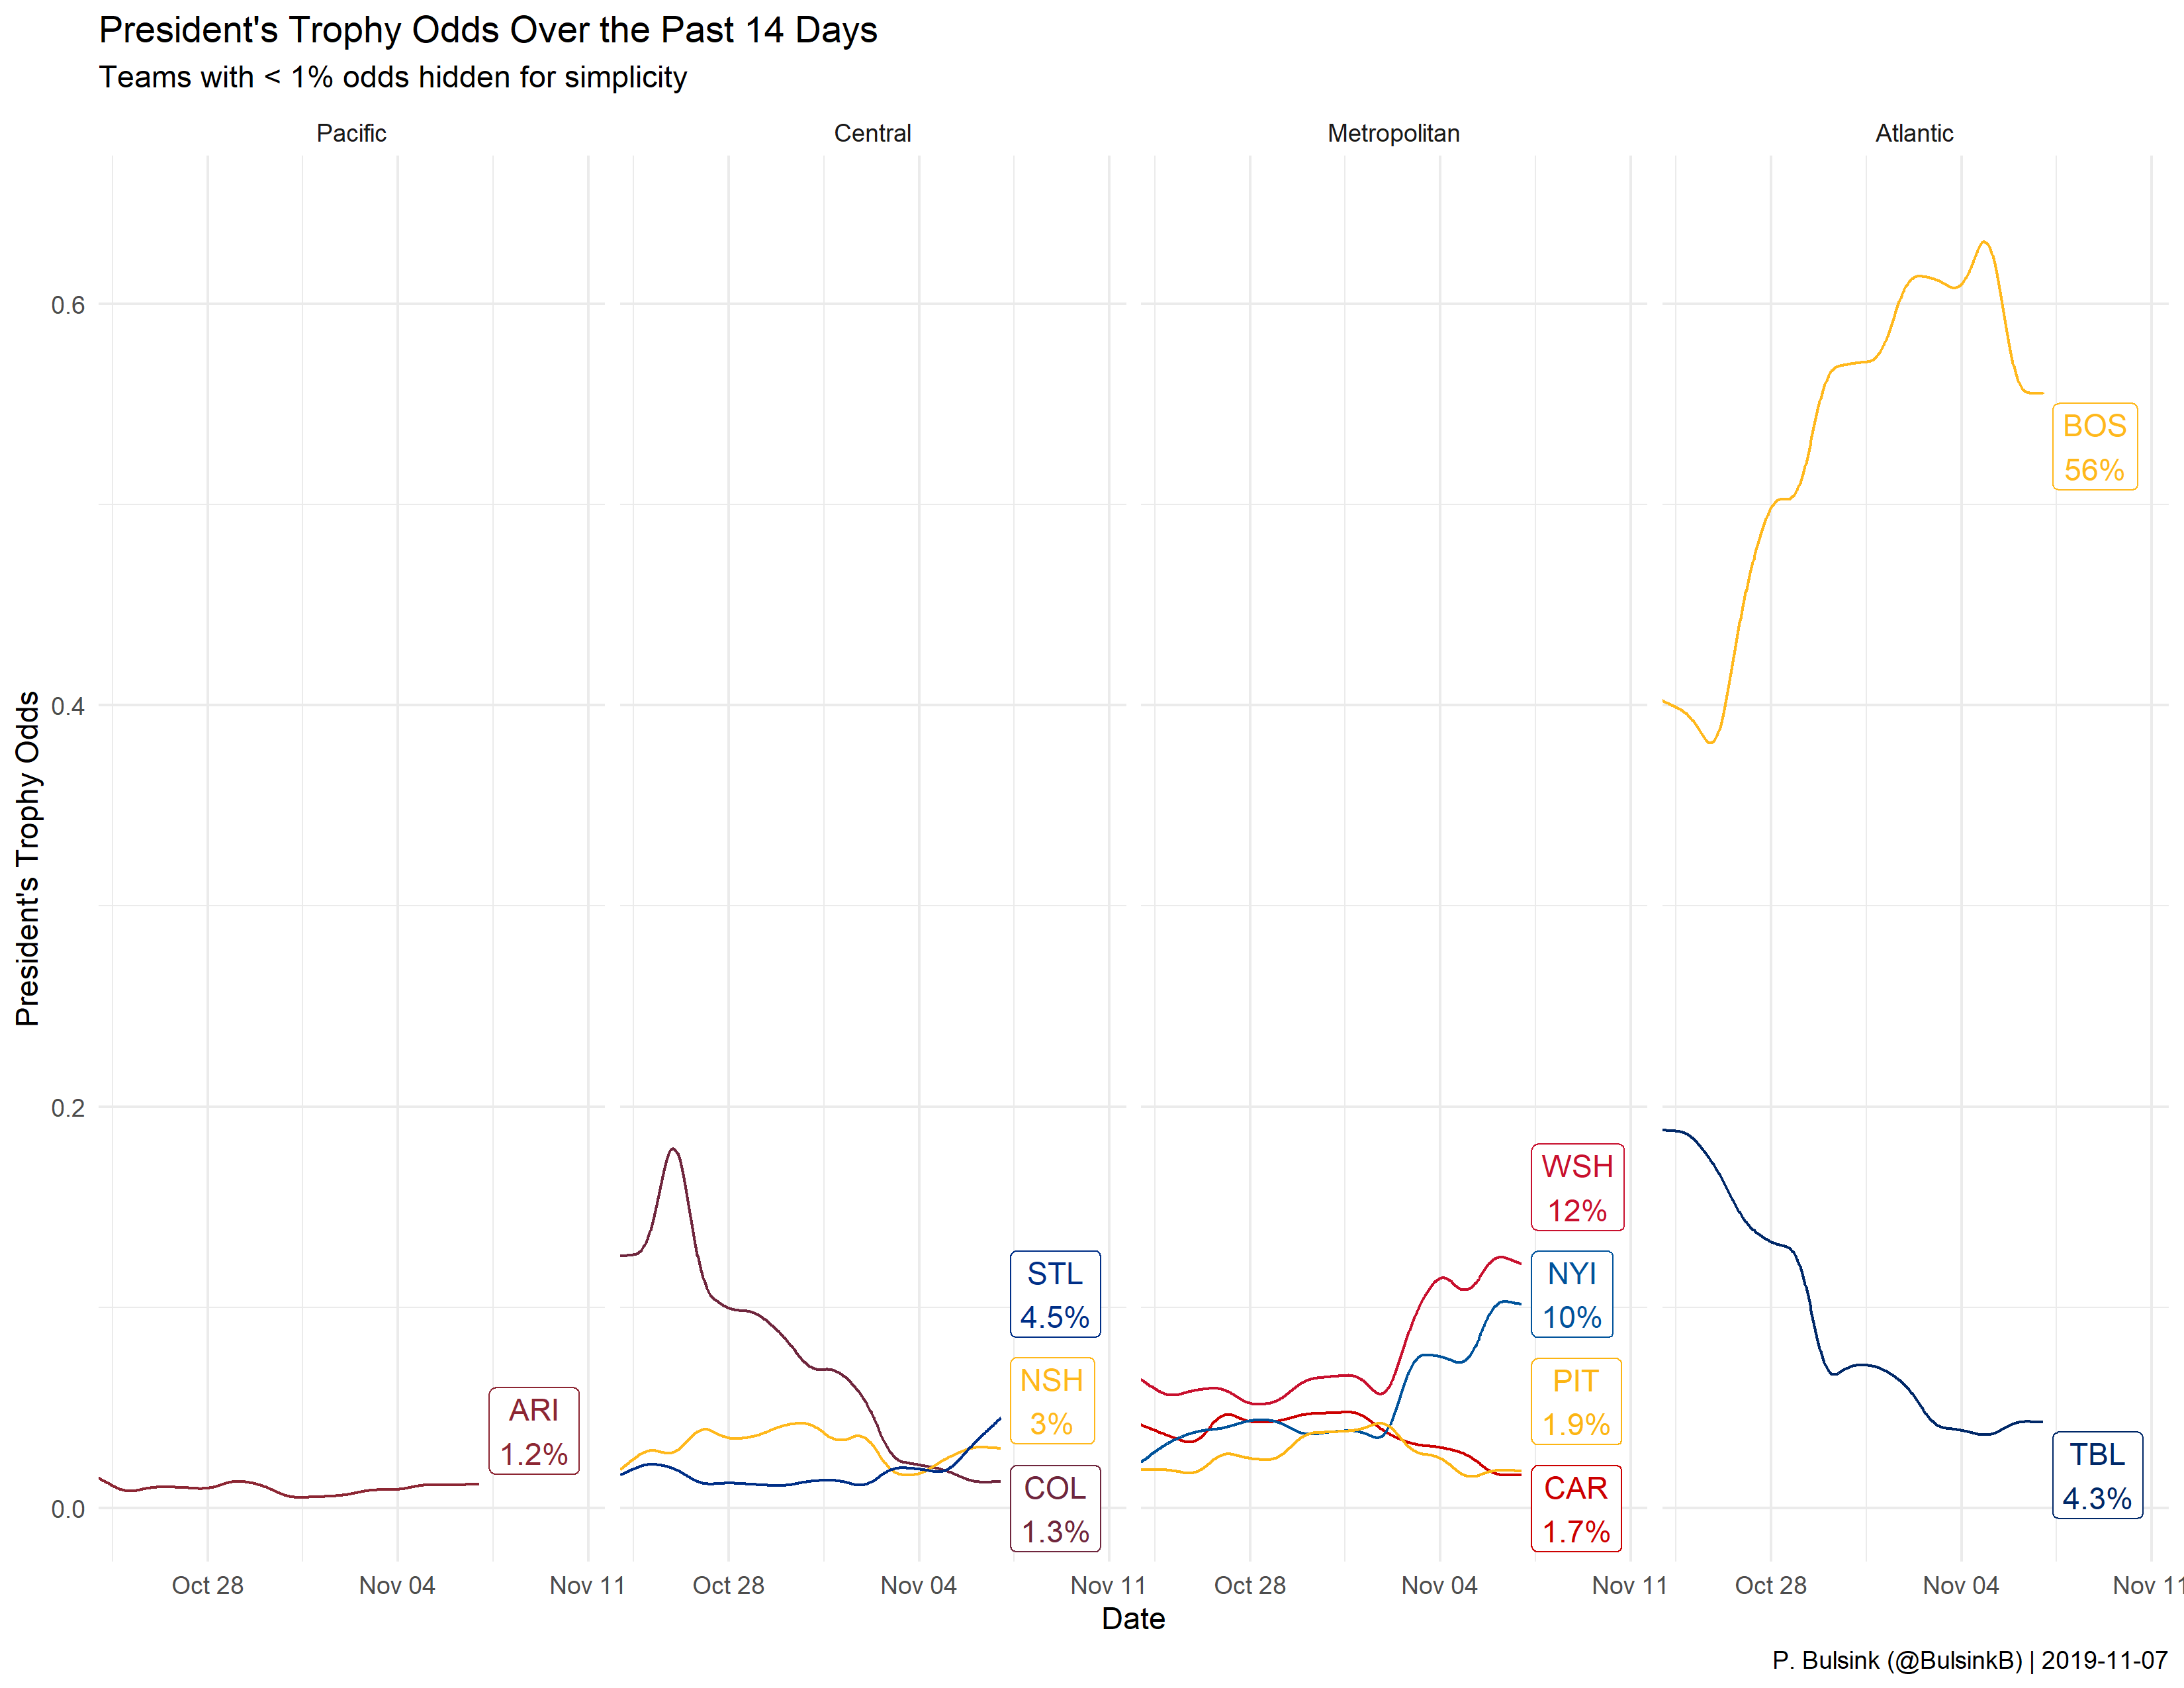 President's Trophy Odds Over the Past 14 Days
Teams with < 1% odds hidden for simplicity
Pacific
Central
Metropolitan
Atlantic
President's Trophy Odds
0.6
0.4
0.2
0.0
ARI
1.2%
STL
4.5%
NSH
3%
COL
1.3%
WSH
12%
NYI
10%
PIT
1.9%
CAR
1.7%
BOS
56%
TBL
4.3%
Oct 28 Nov 04 Nov 11
Oct 28 Nov 04 Nov 11
Oct 28 Nov 04 Nov 11
Oct 28 Nov 04 Nov 11
Date
P. Bulsink (@BulsinkB) | 2019-11-07